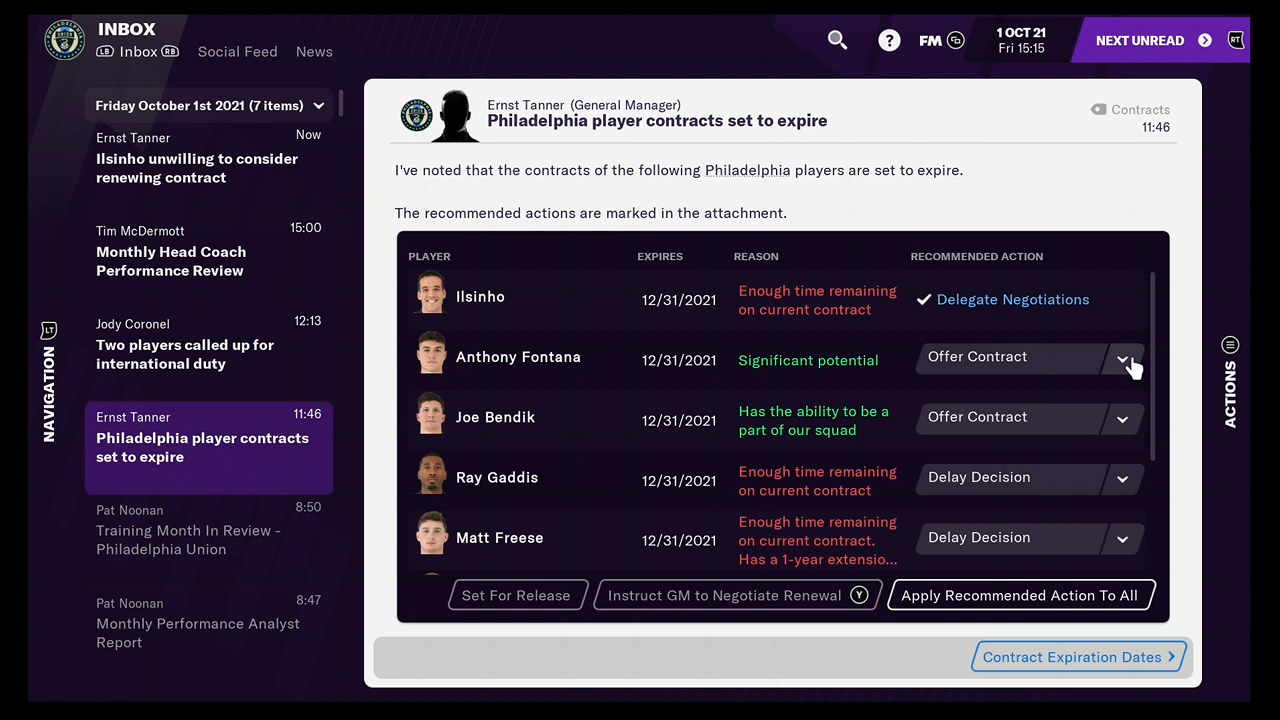 INBOX
LB Inbox RB Social Feed News
FM
1 OCT 21
Fri 15:15
NEXT UNREAD
RT
Friday October 1st 2021 (7 items)
Ernst Tanner Now
Ilsinho unwilling to consider
renewing contract
Tim McDermott 15:00
Monthly Head Coach
Performance Review
Jody Coronel 12:13
Two players called up for
international duty
Ernst Tanner 11:46
Philadelphia player contracts
set to expire
Pat Noonan 8:50
Training Month In Review -
Philadelphia Union
Pat Noonan 8:47
Monthly Performance Analyst
Report
LT
NAVIGATION
Ernst Tanner (General Manager)
Philadelphia player contracts set to expire
Contracts
11:46
I've noted that the contracts of the following Philadelphia players are set to expire.
The recommended actions are marked in the attachment.
PLAYER EXPIRES REASON RECOMMENDED ACTION
Ilsinho 12/31/2021 Enough time remaining
on current contract
Delegate Negotiations
Anthony Fontana 12/31/2021 Significant potential Offer Contract
Joe Bendik 12/31/2021 Has the ability to be a
part of our squad
Offer Contract
Ray Gaddis 12/31/2021 Enough time remaining
on current contract
Delay Decision
Matt Freese 12/31/2021 Enough time remaining
on current contract.
Has a 1-year extensio...
Delay Decision
Set For Release Instruct GM to Negotiate Renewal Y Apply Recommended Action To All
Contract Expiration Dates
ACTIONS